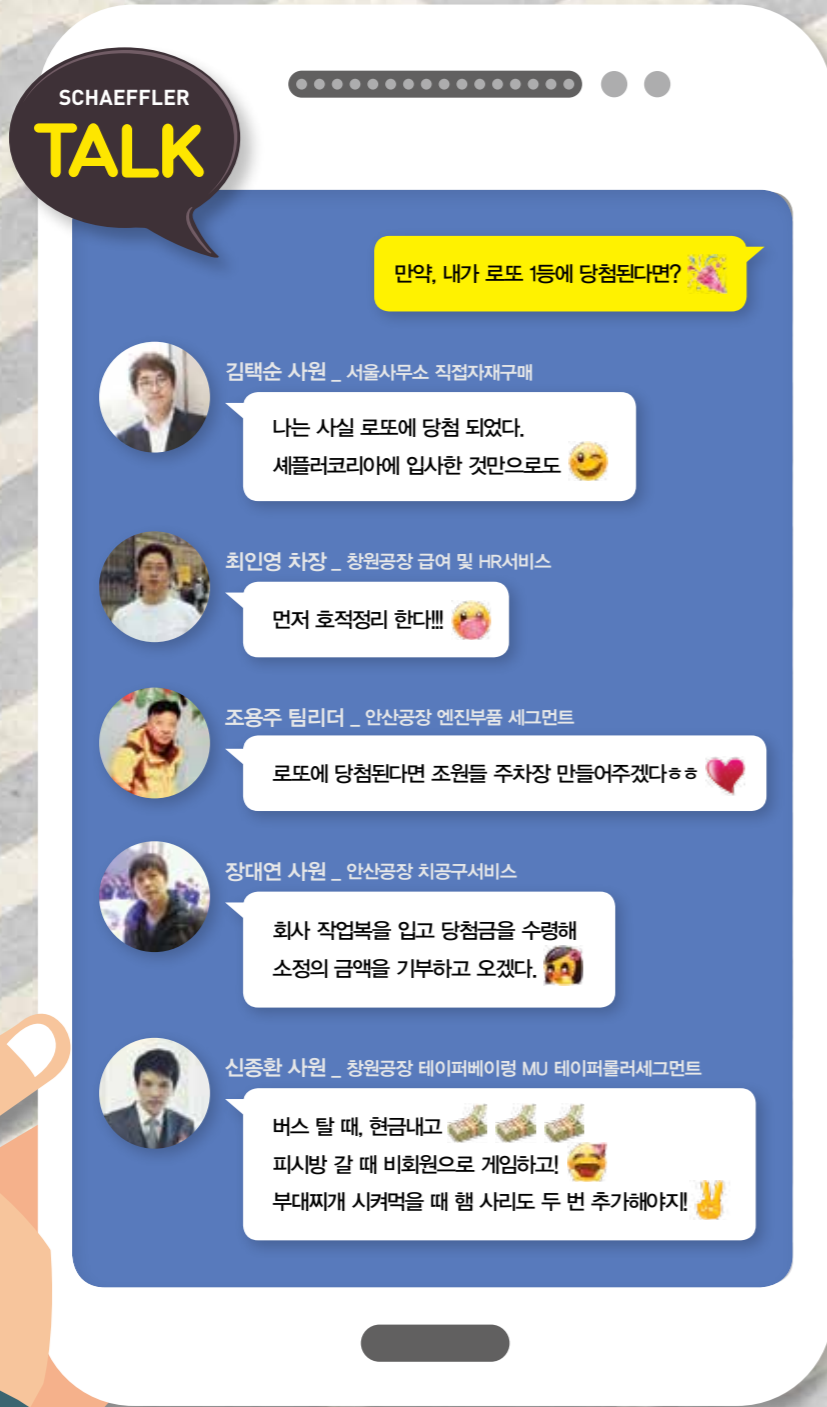 SCHAEFFLER
TALK
만약, 내가 로또 1등에 당첨된다면?
김택순 사원 _ 서울사무소 직접자재구매
나는 사실 로또에 당첨 되었다.
셰플러코리아에 입사한 것만으로도
최인영 차장 _ 창원공장 급여 및 HR서비스
먼저 호적정리 한다!!!
조용주 팀리더 _ 안산공장 엔진부품 세그먼트
로또에 당첨된다면 조원들 주차장 만들어주겠다ㅎㅎ
장대연 사원 _ 안산공장 치공구서비스
회사 작업복을 입고 당첨금을 수령해
소정의 금액을 기부하고 오겠다.
신종환 사원 _ 창원공장 테이퍼베이링 MU 테이퍼롤러세그먼트
버스 탈 때, 현금내고
피시방 갈 때 비회원으로 게임하고!
부대찌개 시켜먹을 때 햄 사리도 두 번 추가해야지!